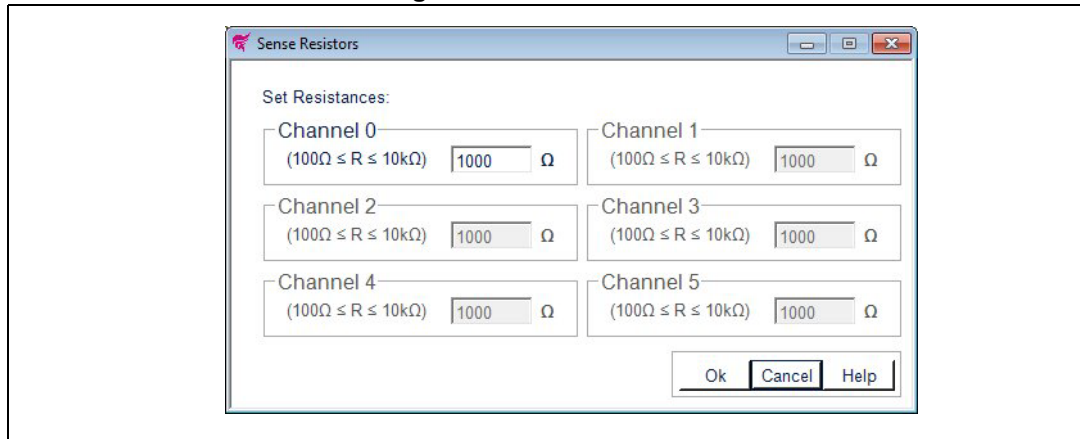 Sense Resistors
Set Resistances:
Channel 0
(100Ω ≤ R ≤ 10kΩ) 1000 Ω
Channel 1
(100Ω ≤ R ≤ 10kΩ) 1000 Ω
Channel 2
(100Ω ≤ R ≤ 10kΩ) 1000 Ω
Channel 3
(100Ω ≤ R ≤ 10kΩ) 1000 Ω
Channel 4
(100Ω ≤ R ≤ 10kΩ) 1000 Ω
Channel 5
(100Ω ≤ R ≤ 10kΩ) 1000 Ω
Ok Cancel Help